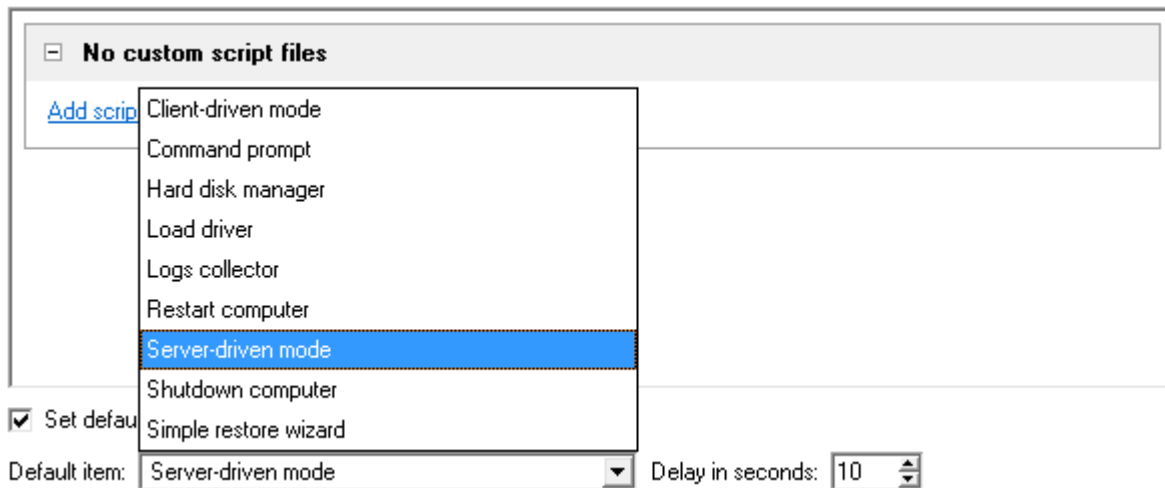 No custom script files
Add scrip
Client-driven mode
Command prompt
Hard disk manager
Load driver
Logs collector
Restart computer
Server-driven mode
Shutdown computer
Simple restore wizard
Set defau
Default item: Server-driven mode Delay in seconds: 10